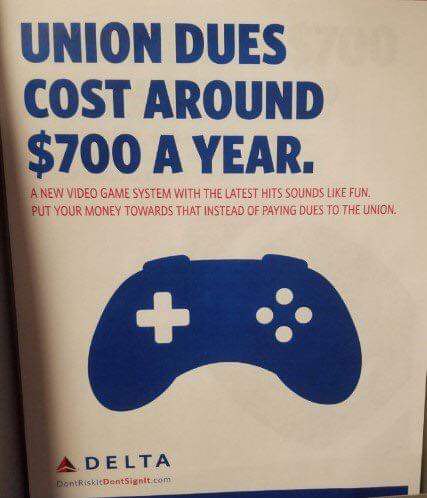 UNION DUES
COST AROUND
$700 A YEAR.
A NEW VIDEO GAME SYSTEM WITH THE LATEST HITS SOUNDS LIKE FUN.
PUT YOUR MONEY TOWARDS THAT INSTEAD OF PAYING DUES TO THE UNION.
DELTA
DontRiskItDontSignIt.com